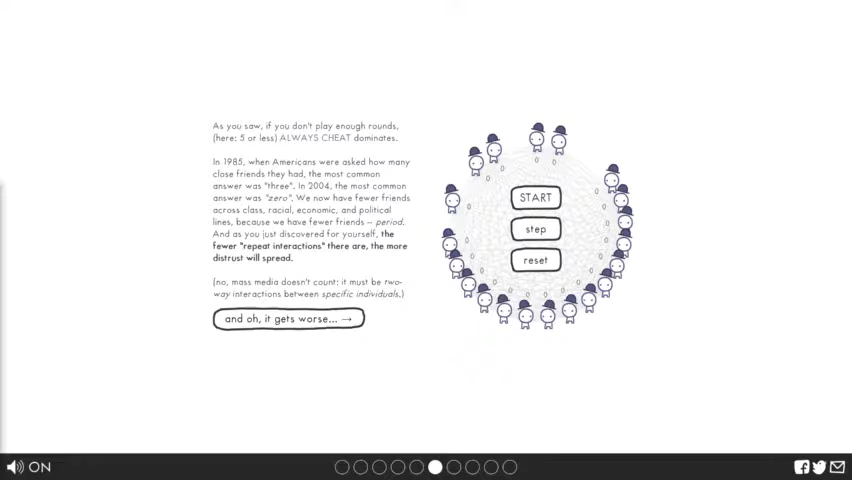 As you saw, if you don't play enough rounds,
(here: 5 or less) ALWAYS CHEAT dominates.
In 1985, when Americans were asked how many
close friends they had, the most common
answer was "three". In 2004, the most common
answer was "zero". We now have fewer friends
across class, racial, economic, and political
lines, because we have fewer friends -- period.
And as you just discovered for yourself, the
fewer "repeat interactions" there are, the more
distrust will spread.
(no, mass media doesn't count; it must be two-
way interactions between specific individuals.)
and oh, it gets worse... →
START
step
reset
ON